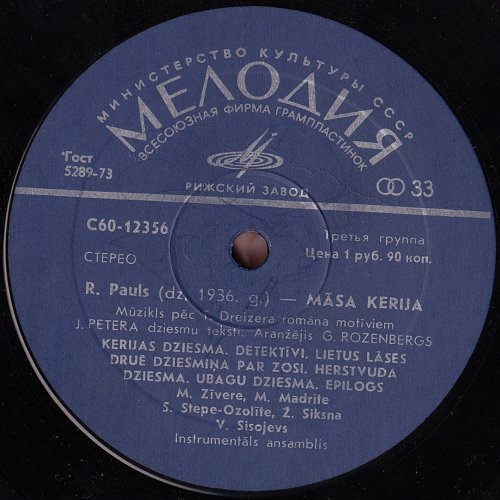 МИНИСТЕРСТВО КУЛЬТУРЫ СССР
МЕЛОДИЯ
ВСЕСОЮЗНАЯ ФИРМА ГРАМПЛАСТИНОК
Гост
5289-73
РИЖСКИЙ ЗАВОД
33
С60-12356
Третья группа
СТЕРЕО
Цена 1 руб. 90 коп.
R. Pauls (dz. 1936. g.) — MĀSA KERIJA
Mūzikls pēc T. Dreizera romāna motīviem
J. PETERA dziesmu teksti. Aranžējis G. ROZENBERGS
KERIJAS DZIESMA. DETEKTĪVI. LIETUS LĀSES
DRUĒ DZIESMIŅA PAR ZOSI. HERSTVUDA
DZIESMA. UBAGU DZIESMA. EPILOGS
M. Zīvere, M. Madrite
S. Stepe-Ozolīte, Ž. Siksna
V. Sisojevs
Instrumentāls ansamblis